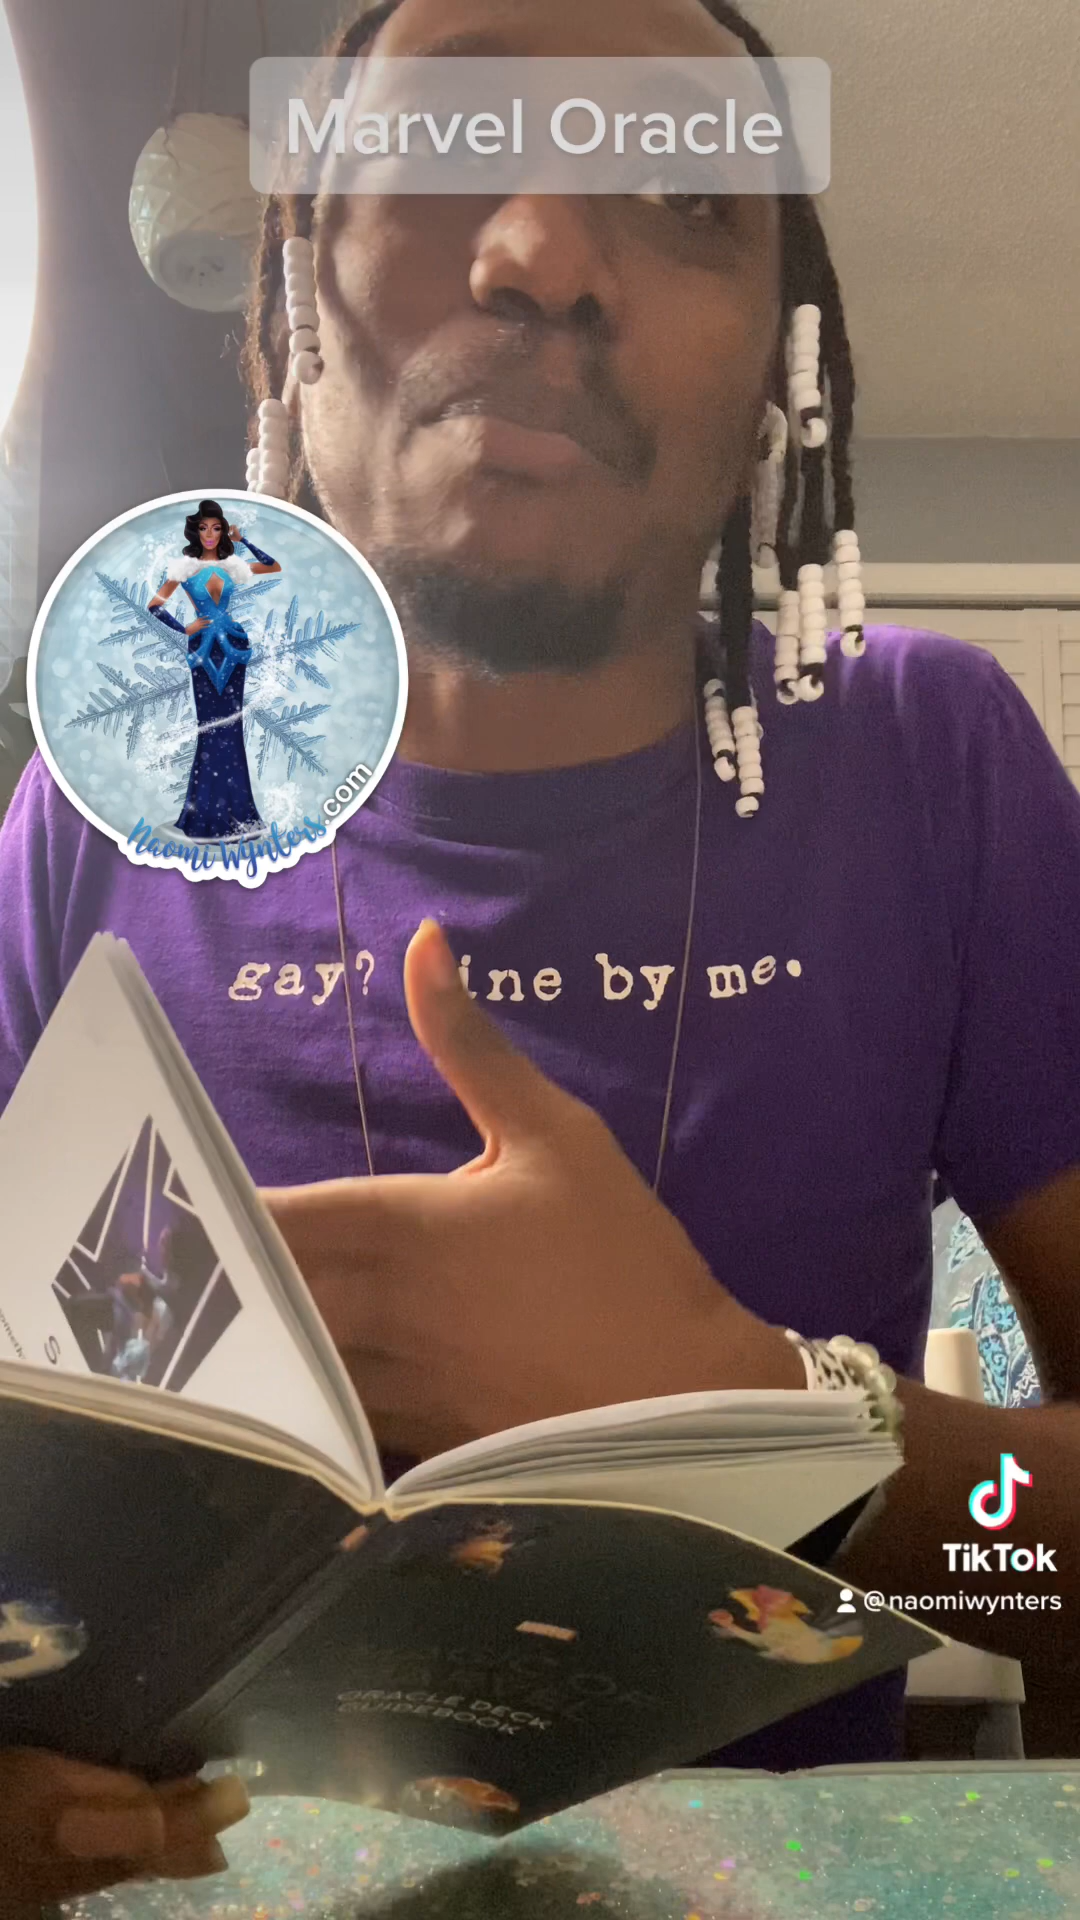 Marvel Oracle
Naomi Wynters.com
gay? ine by me.
S
ORACLE DECK
GUIDEBOOK
TikTok
@naomiwynters